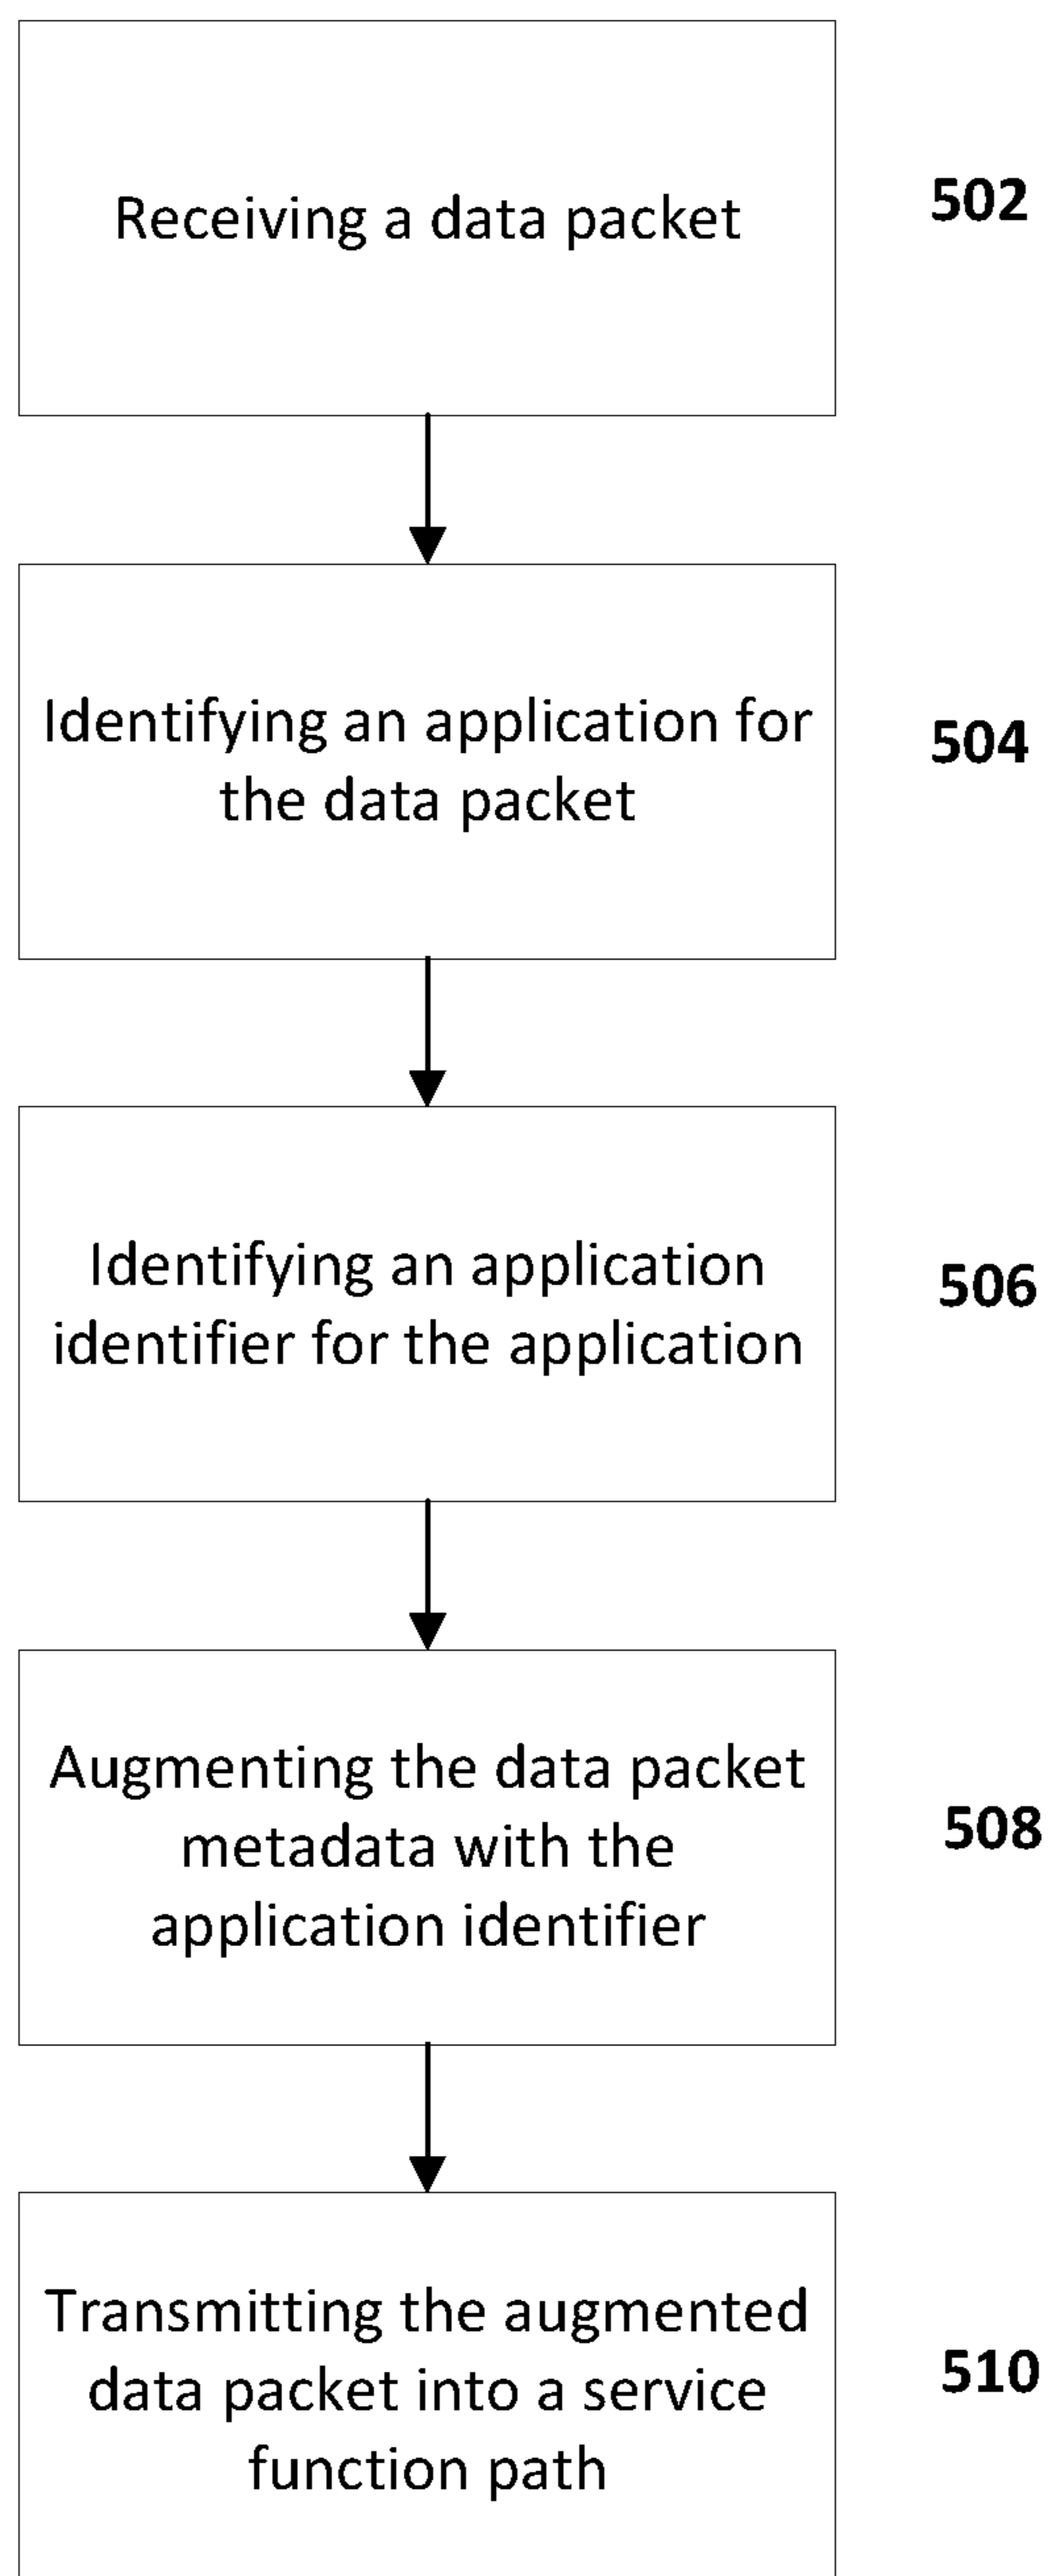 Receiving a data packet
502
Identifying an application for
the data packet
504
Identifying an application
identifier for the application
506
Augmenting the data packet
metadata with the
application identifier
508
Transmitting the augmented
data packet into a service
function path
510